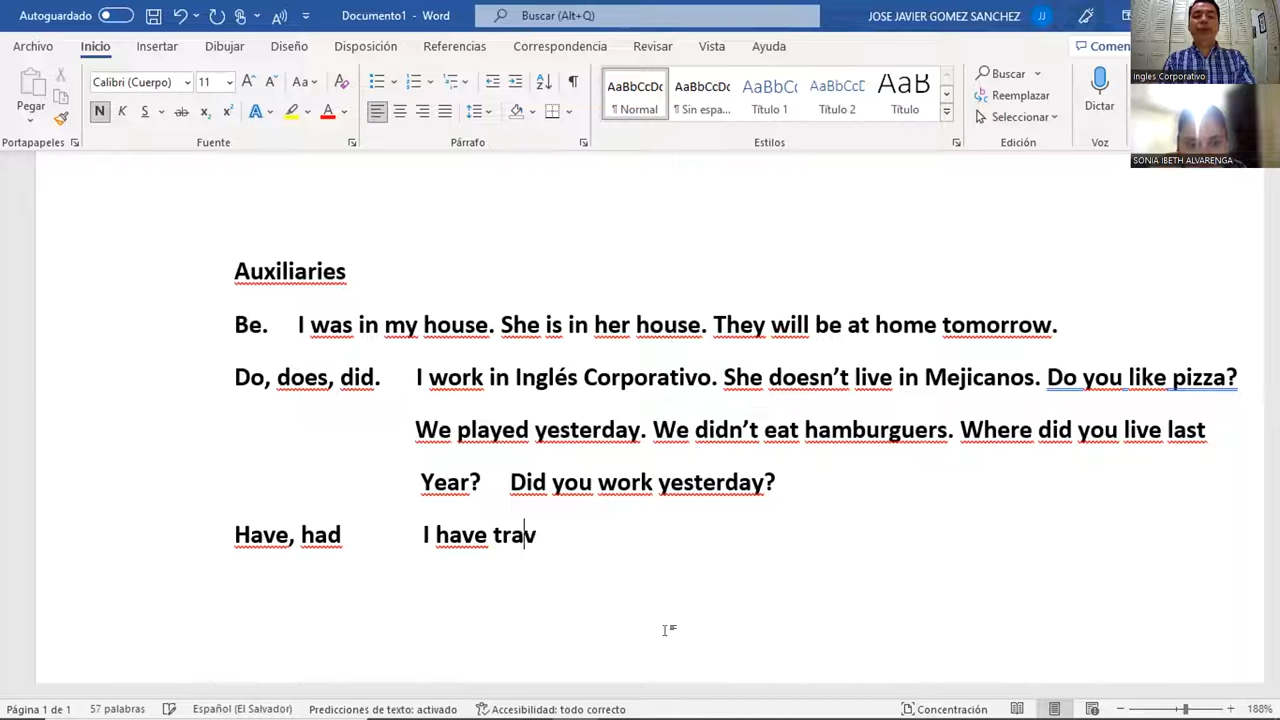 Autoguardado
Documento1 - Word
Buscar (Alt+Q)
JOSE JAVIER GOMEZ SANCHEZ
JJ
Archivo Inicio Insertar Dibujar Diseño Disposición Referencias Correspondencia Revisar Vista Ayuda
Comen
Ingles Corporativo
SONIA IBETH ALVARENGA
Pegar
Calibri (Cuerpo) 11
N K S
AaBbCcDc AaBbCcDc AaBbCc AaBbCcD AaB
¶ Normal ¶ Sin espa... Título 1 Título 2 Título
Buscar
Reemplazar
Seleccionar
Dictar
Portapapeles Fuente Párrafo Estilos Edición Voz
Auxiliaries
Be. I was in my house. She is in her house. They will be at home tomorrow.
Do, does, did. I work in Inglés Corporativo. She doesn’t live in Mejicanos. Do you like pizza?
We played yesterday. We didn’t eat hamburguers. Where did you live last
Year? Did you work yesterday?
Have, had I have trav
Página 1 de 1 57 palabras Español (El Salvador) Predicciones de texto: activado Accesibilidad: todo correcto Concentración 188%